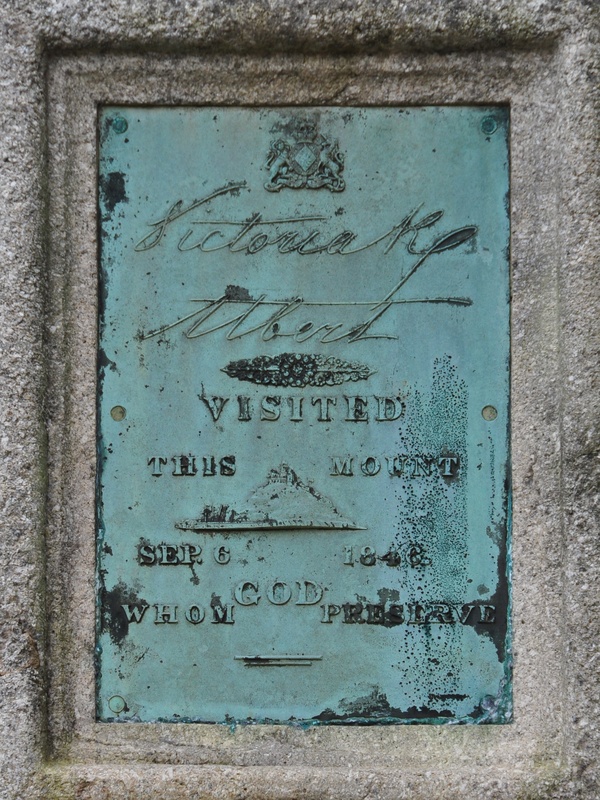 Victoria R
Albert
VISITED
THIS MOUNT
SEP. 6 1846.
GOD
WHOM PRESERVE